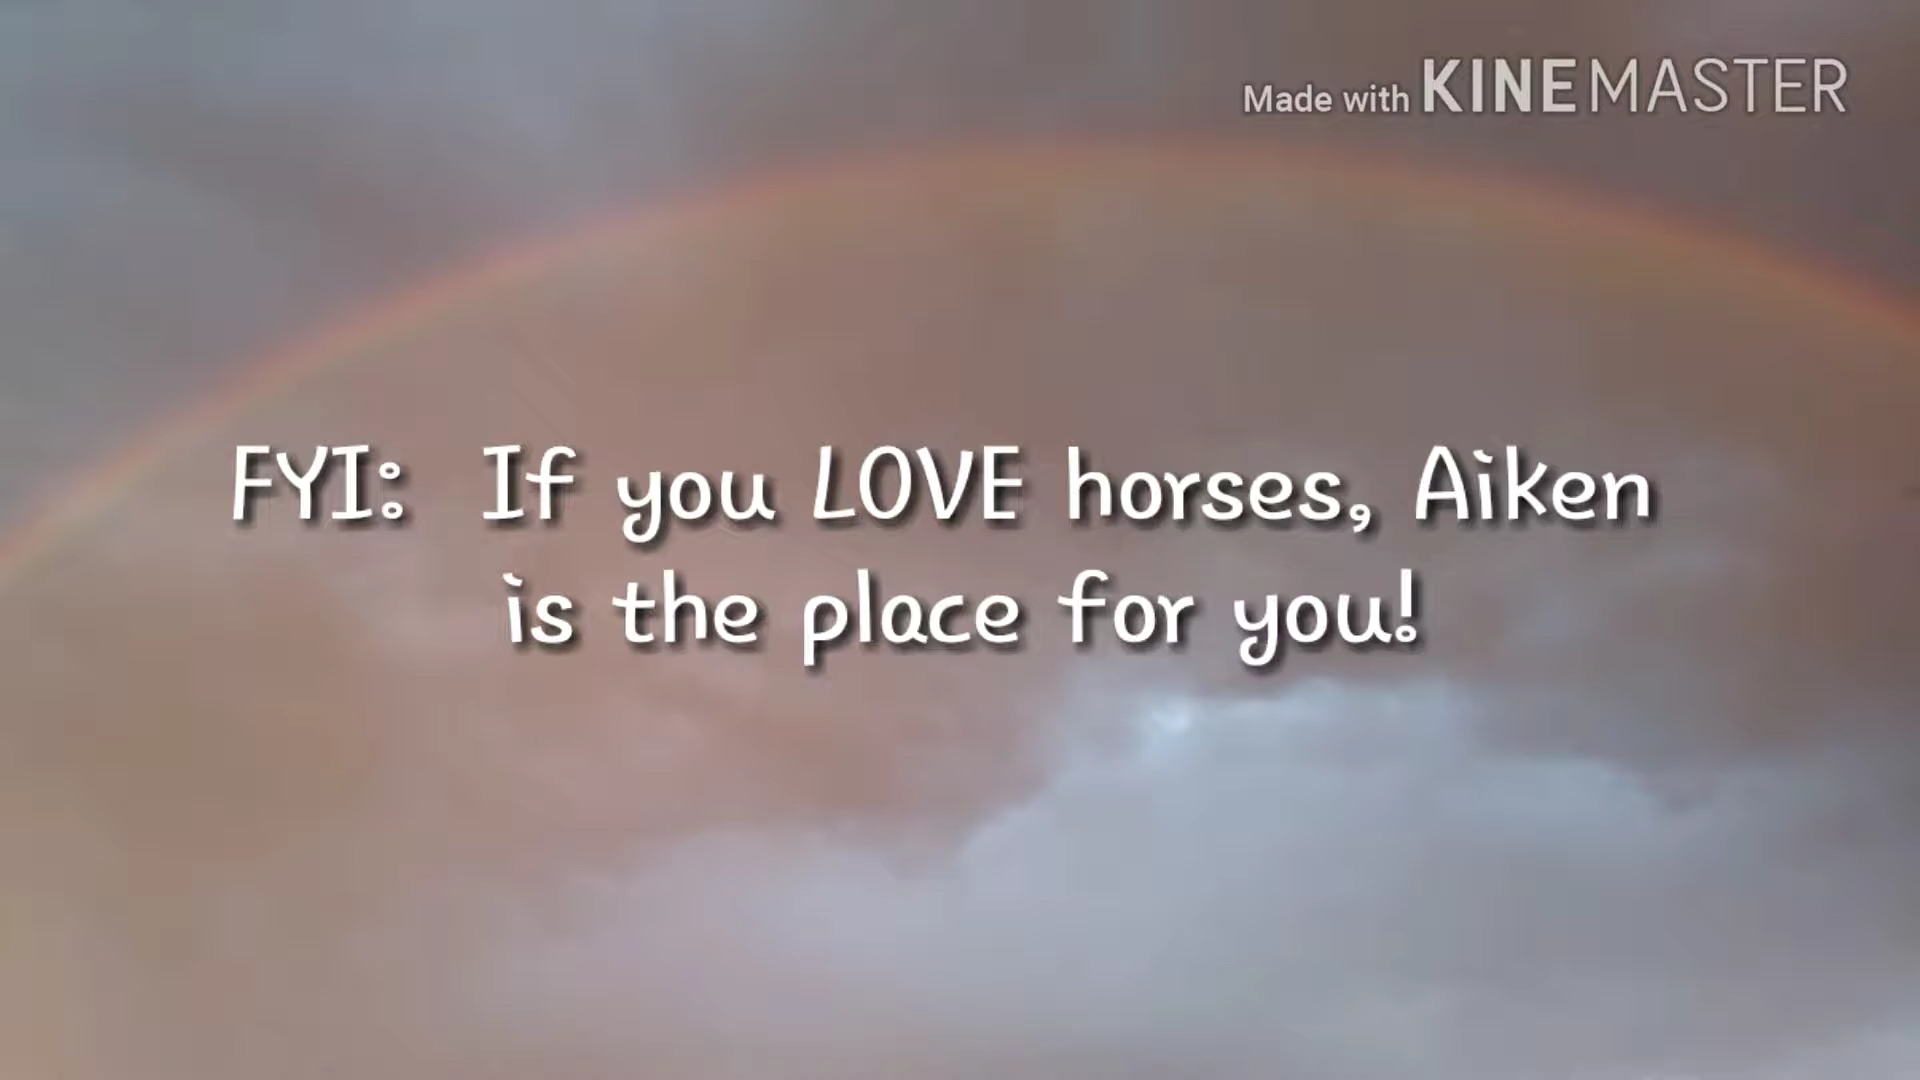 Made with KINEMASTER
FYI:  If you LOVE horses, Aiken
is the place for you!